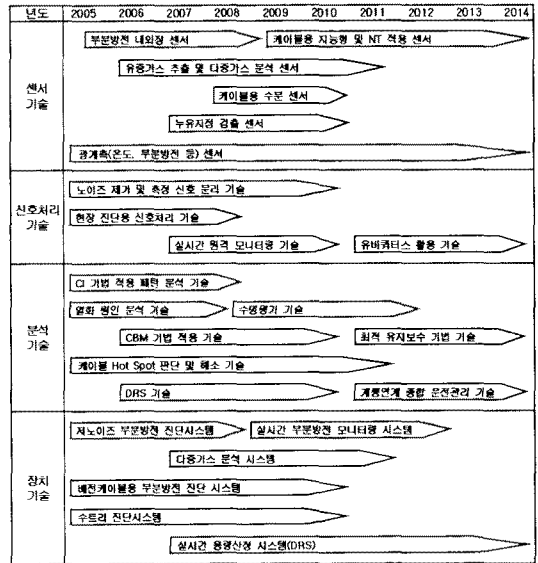 년도 2005 2006 2007 2008 2009 2010 2011 2012 2013 2014
센서
기술
부분방전 내외장 센서
케이블용 지능형 및 NT 적용 센서
유중가스 추출 및 다중가스 분석 센서
케이블용 수분 센서
누유지점 검출 센서
광계측(온도, 부분방전 등) 센서
신호처리
기술
노이즈 제거 및 측정 신호 분리 기술
현장 진단용 신호처리 기술
실시간 원격 모니터링 기술
유비쿼터스 활용 기술
분석
기술
CI 기법 적용 패턴 분석 기술
열화 원인 분석 기술
수명평가 기술
CBM 기법 적용 기술
최적 유지보수 기법 기술
케이블 Hot Spot 판단 및 해소 기술
DRS 기술
계통연계 종합 운전관리 기술
장치
기술
저노이즈 부분방전 진단시스템
실시간 부분방전 모니터링 시스템
다중가스 분석 시스템
배전케이블용 부분방전 진단 시스템
수트리 진단시스템
실시간 용량산정 시스템(DRS)